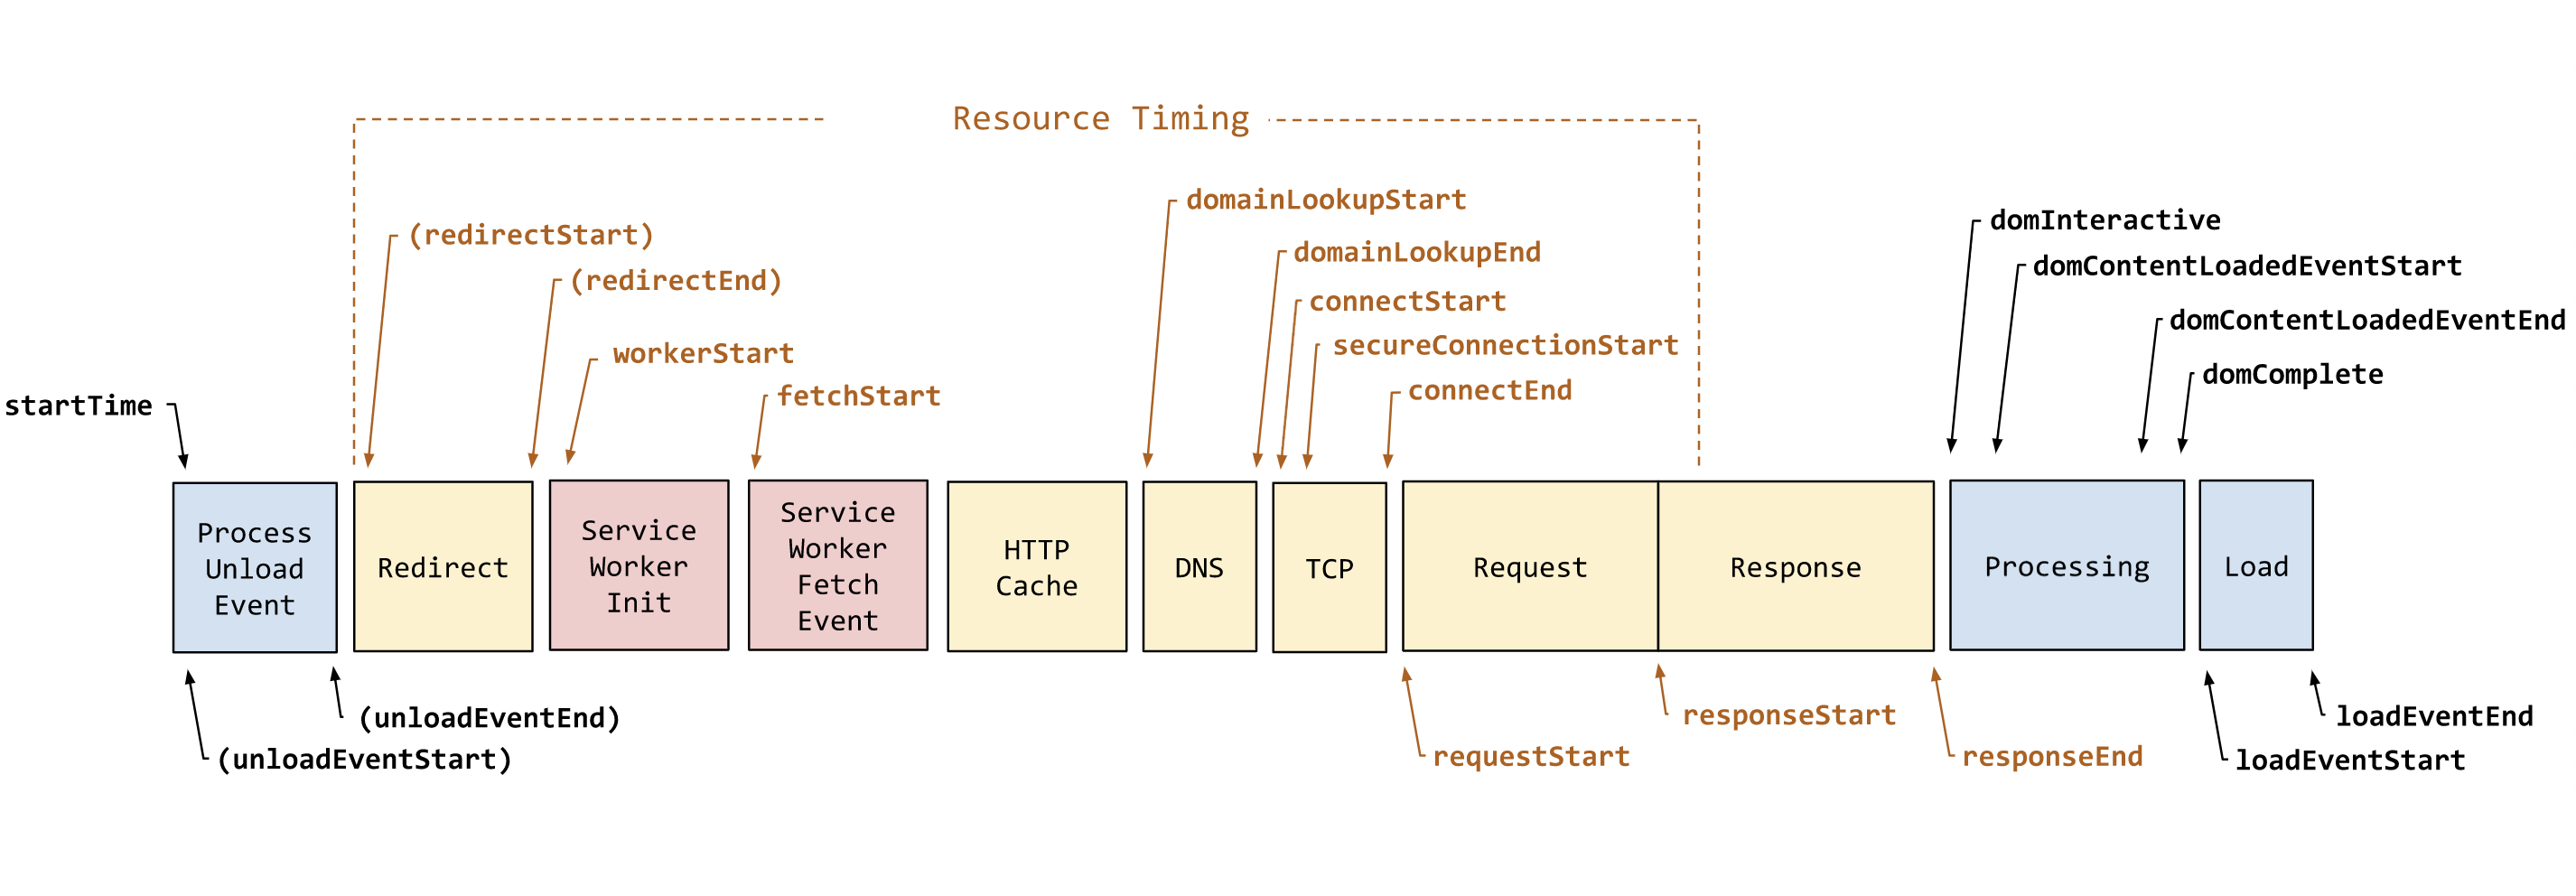 Resource Timing
domainLookupStart
(redirectStart)
domInteractive
domainLookupEnd
domContentLoadedEventStart
(redirectEnd)
connectStart
domContentLoadedEventEnd
workerStart
secureConnectionStart
domComplete
fetchStart
connectEnd
startTime
Process
Unload
Event
Redirect
Service
Worker
Init
Service
Worker
Fetch
Event
HTTP
Cache
DNS
TCP
Request
Response
Processing
Load
(unloadEventEnd)
(unloadEventStart)
responseStart
requestStart
responseEnd
loadEventEnd
loadEventStart